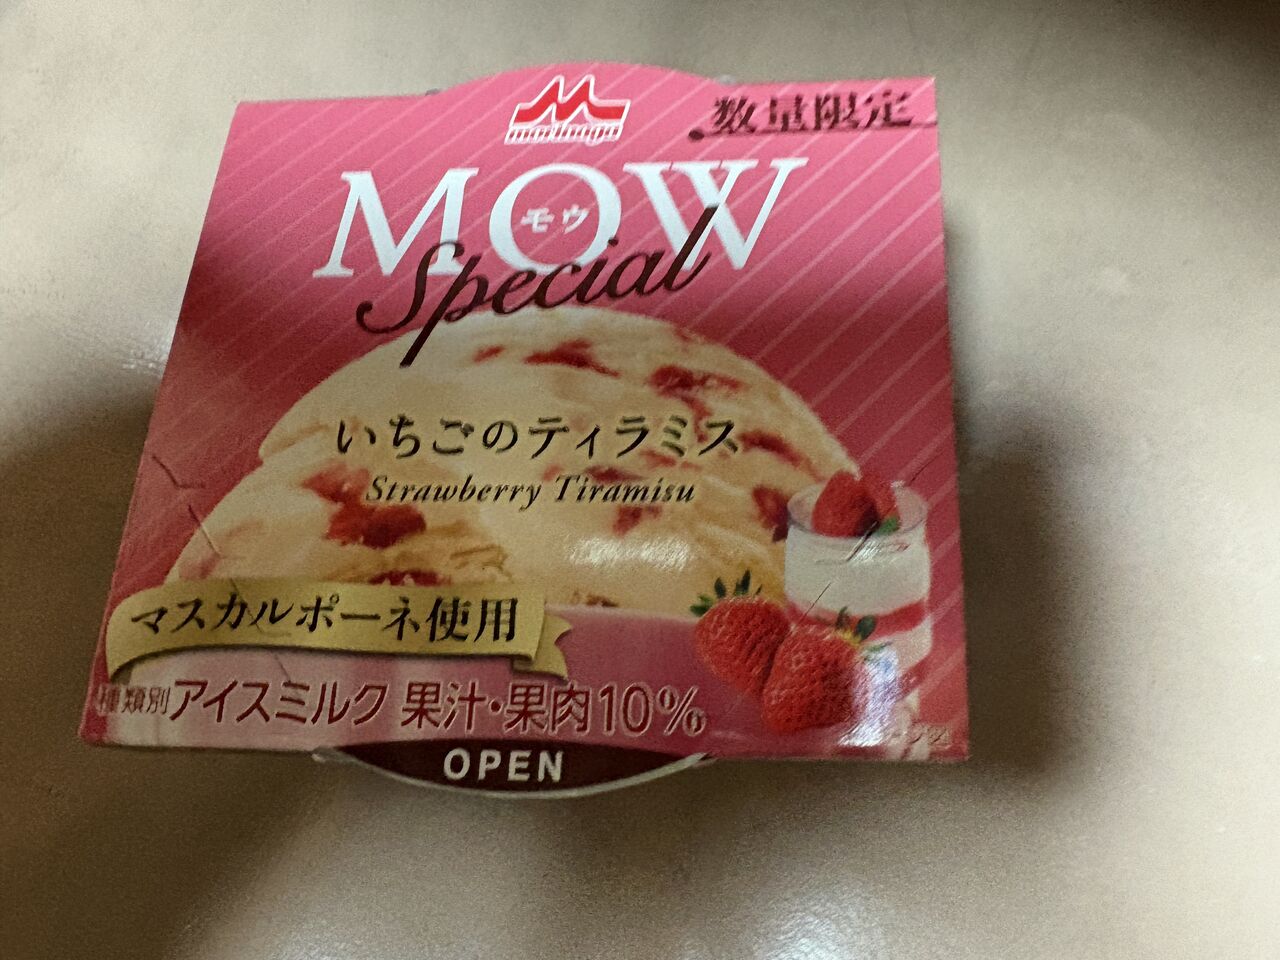 morinaga
数量限定
MOW
モウ
Special
いちごのティラミス
Strawberry Tiramisu
マスカルポーネ使用
種類別アイスミルク 果汁・果肉10%
OPEN